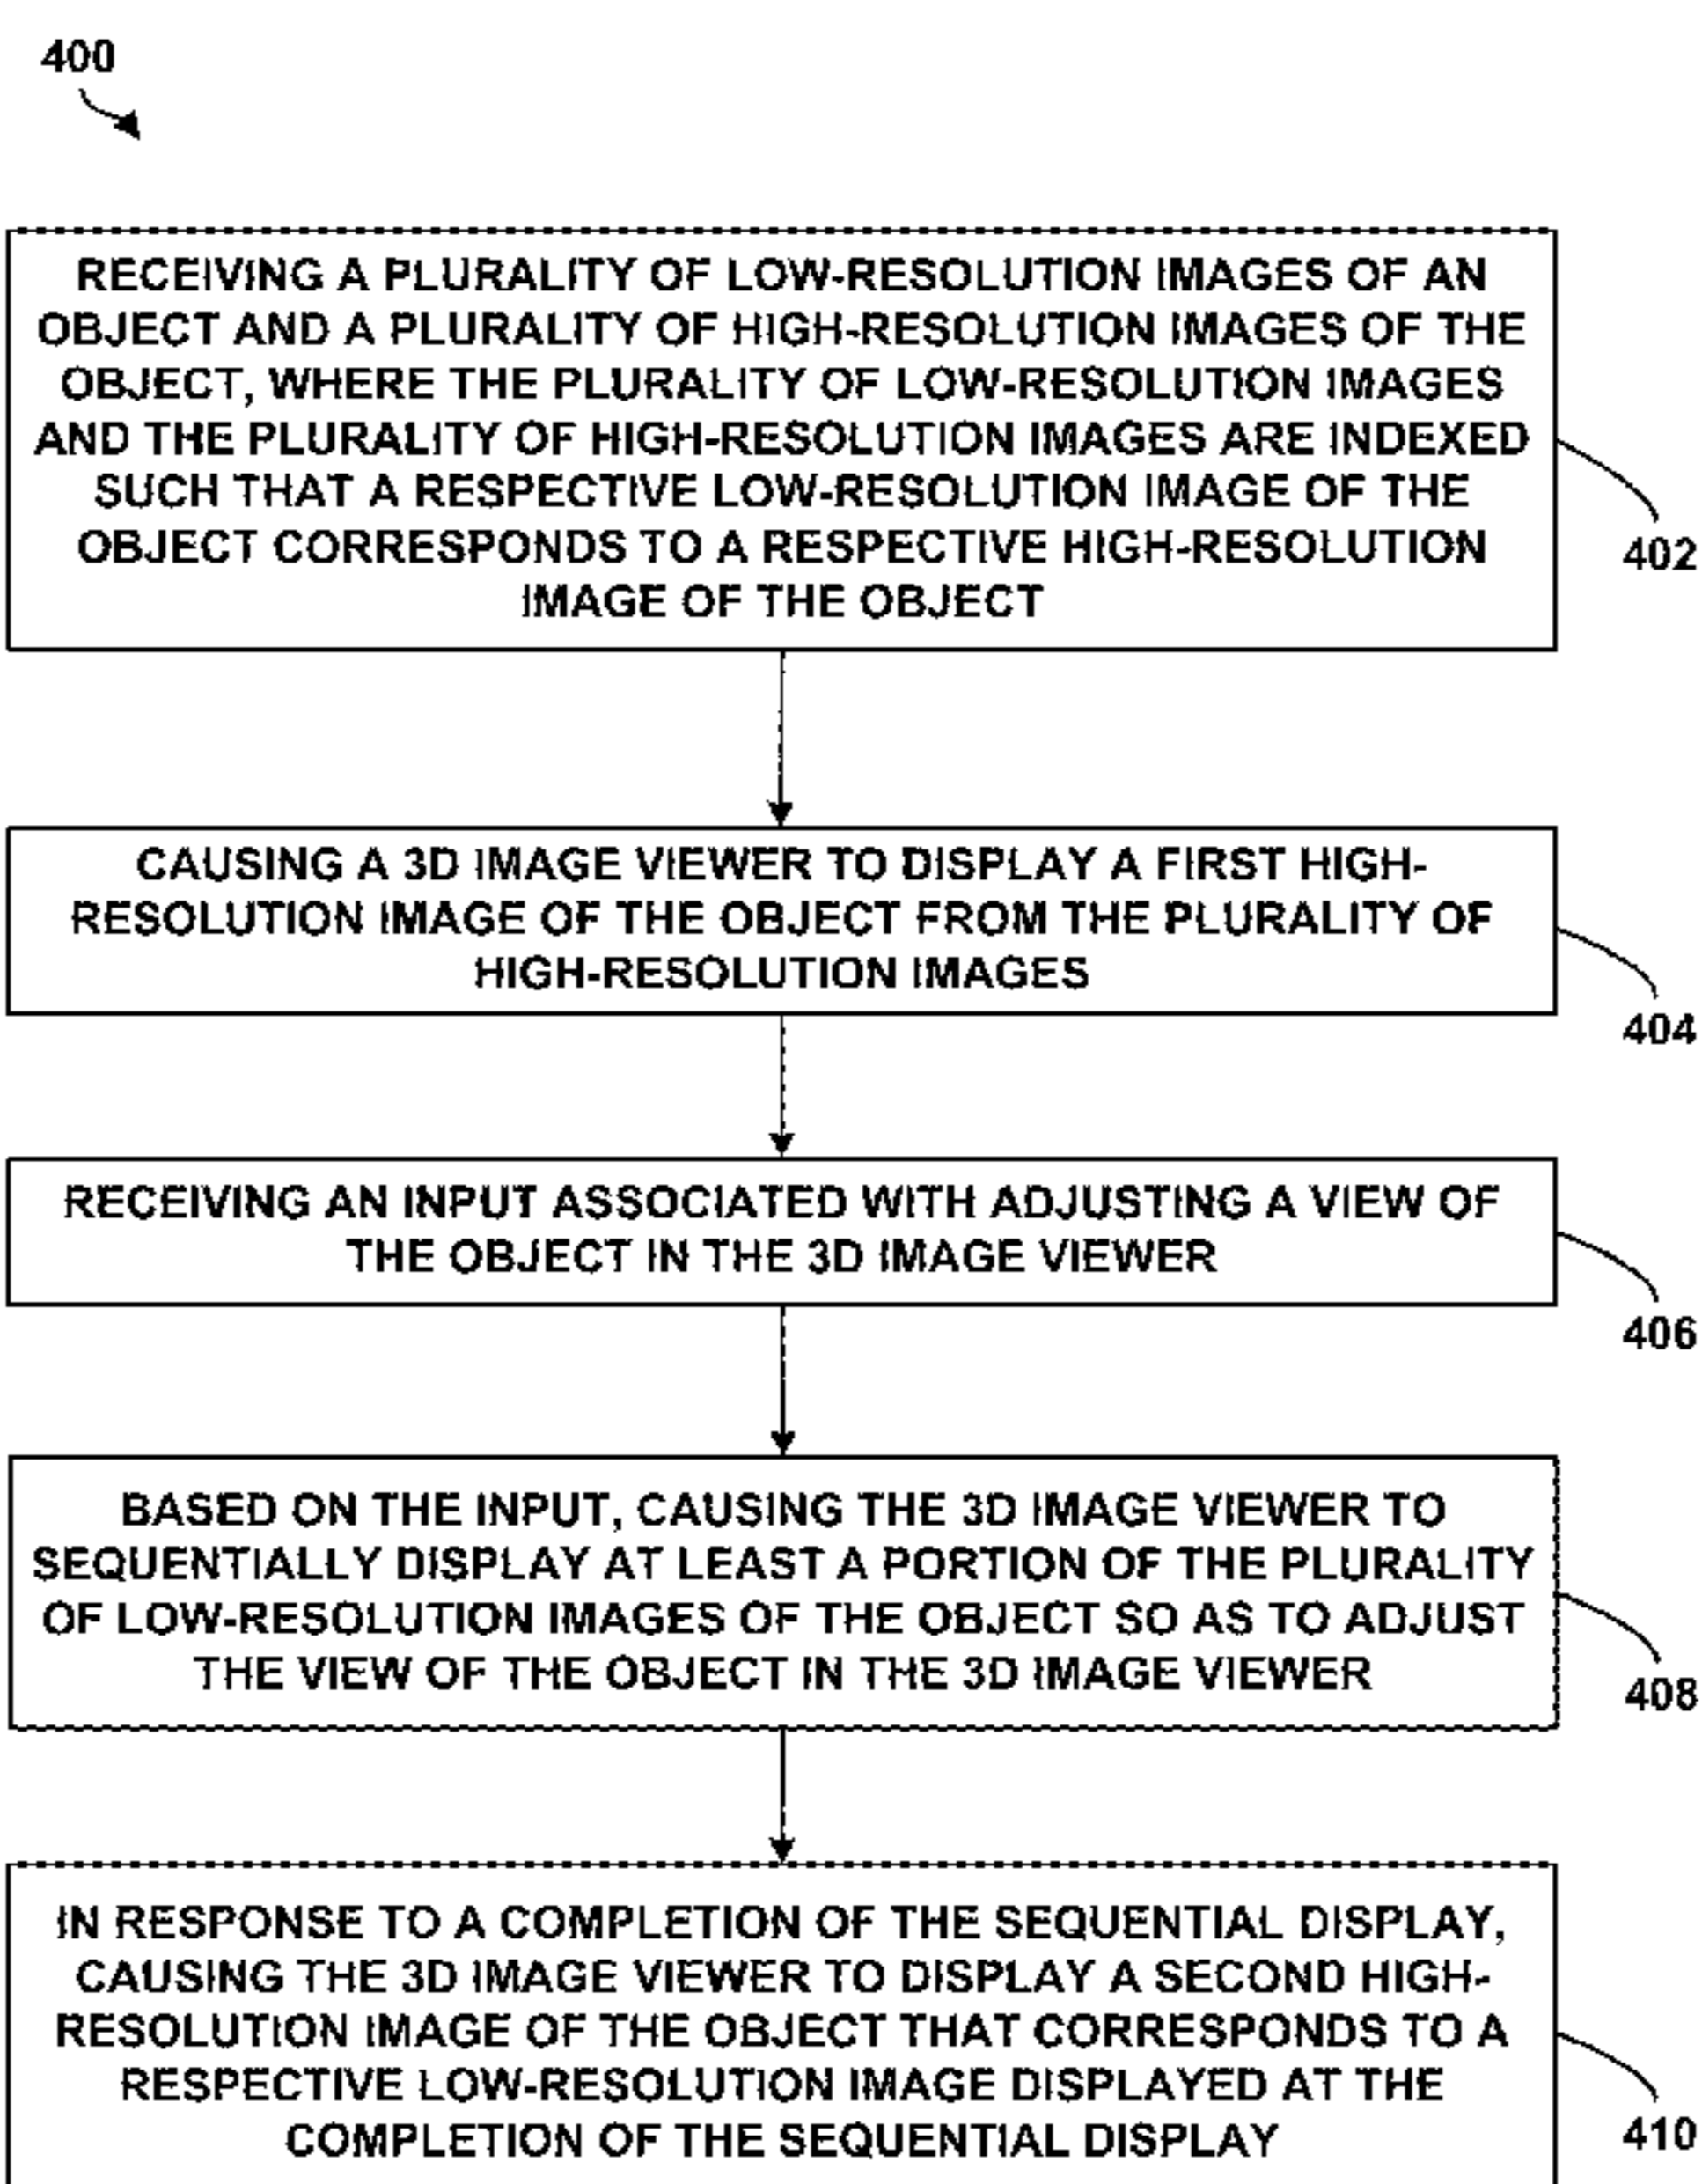 400
RECEIVING A PLURALITY OF LOW-RESOLUTION IMAGES OF AN
OBJECT AND A PLURALITY OF HIGH-RESOLUTION IMAGES OF THE
OBJECT, WHERE THE PLURALITY OF LOW-RESOLUTION IMAGES
AND THE PLURALITY OF HIGH-RESOLUTION IMAGES ARE INDEXED
SUCH THAT A RESPECTIVE LOW-RESOLUTION IMAGE OF THE
OBJECT CORRESPONDS TO A RESPECTIVE HIGH-RESOLUTION
IMAGE OF THE OBJECT
402
CAUSING A 3D IMAGE VIEWER TO DISPLAY A FIRST HIGH-
RESOLUTION IMAGE OF THE OBJECT FROM THE PLURALITY OF
HIGH-RESOLUTION IMAGES
404
RECEIVING AN INPUT ASSOCIATED WITH ADJUSTING A VIEW OF
THE OBJECT IN THE 3D IMAGE VIEWER
406
BASED ON THE INPUT, CAUSING THE 3D IMAGE VIEWER TO
SEQUENTIALLY DISPLAY AT LEAST A PORTION OF THE PLURALITY
OF LOW-RESOLUTION IMAGES OF THE OBJECT SO AS TO ADJUST
THE VIEW OF THE OBJECT IN THE 3D IMAGE VIEWER
408
IN RESPONSE TO A COMPLETION OF THE SEQUENTIAL DISPLAY,
CAUSING THE 3D IMAGE VIEWER TO DISPLAY A SECOND HIGH-
RESOLUTION IMAGE OF THE OBJECT THAT CORRESPONDS TO A
RESPECTIVE LOW-RESOLUTION IMAGE DISPLAYED AT THE
COMPLETION OF THE SEQUENTIAL DISPLAY
410